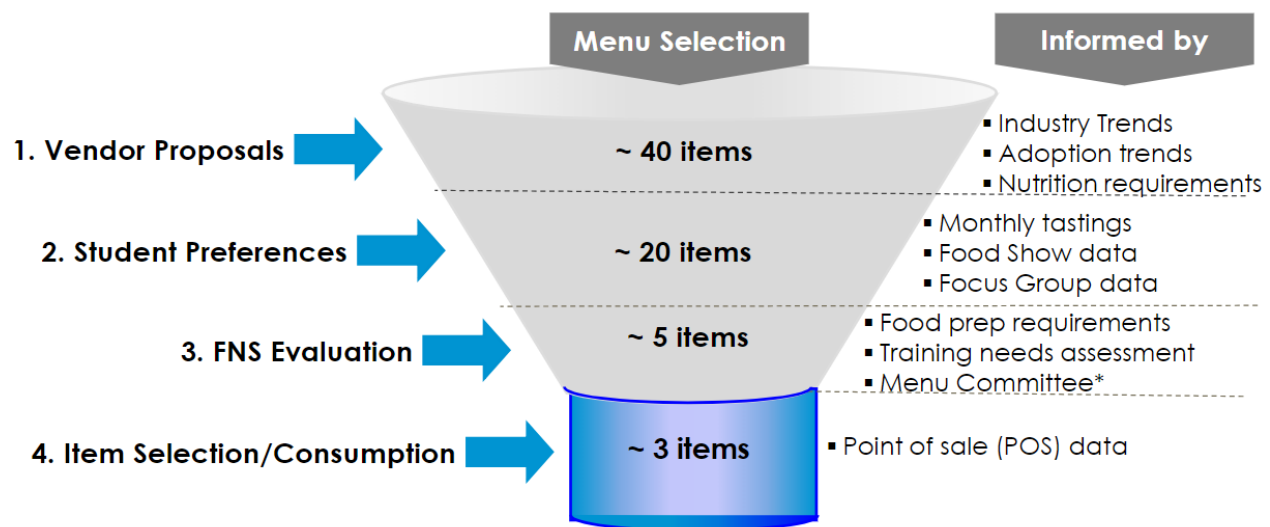 Menu Selection
Informed by
1. Vendor Proposals
~ 40 items
▪ Industry Trends
▪ Adoption trends
▪ Nutrition requirements
2. Student Preferences
~ 20 items
▪ Monthly tastings
▪ Food Show data
▪ Focus Group data
3. FNS Evaluation
~ 5 items
▪ Food prep requirements
▪ Training needs assessment
▪ Menu Committee*
4. Item Selection/Consumption
~ 3 items
▪ Point of sale (POS) data